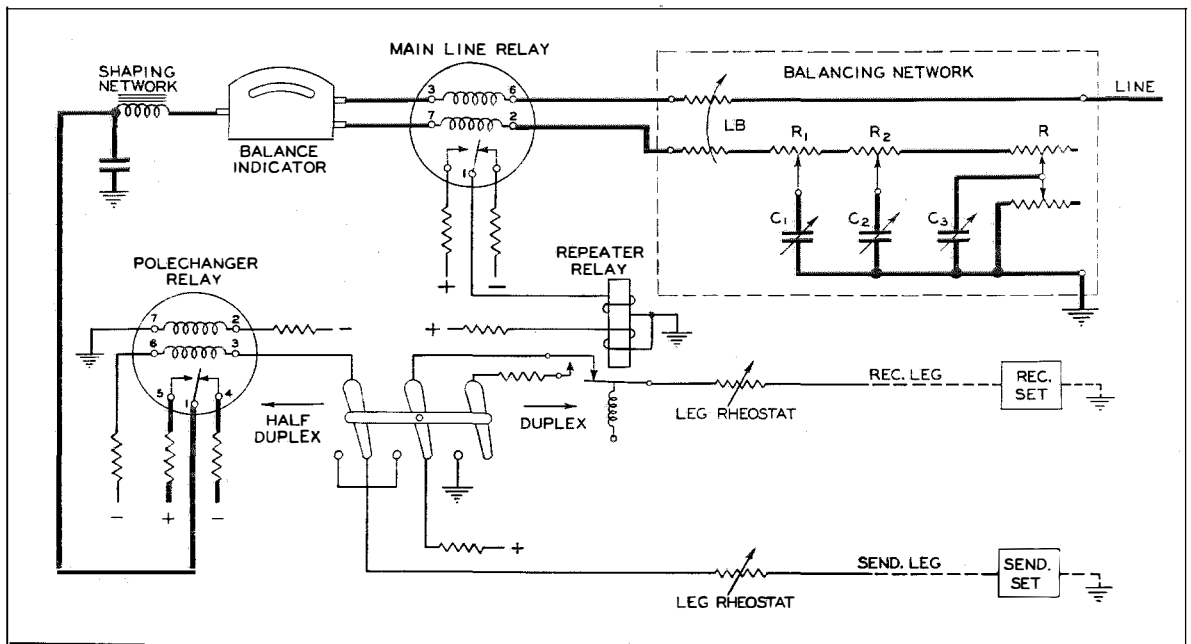 MAIN LINE RELAY
SHAPING
NETWORK
BALANCING NETWORK
LINE
3
6
7
2
1
BALANCE
INDICATOR
LB
R1
R2
R
C1
C2
C3
+
−
POLECHANGER
RELAY
REPEATER
RELAY
7
2
−
6
3
5
1
4
+
HALF
DUPLEX
DUPLEX
LEG RHEOSTAT
REC. LEG
REC.
SET
−
+
−
+
SEND. LEG
SEND.
SET
LEG RHEOSTAT